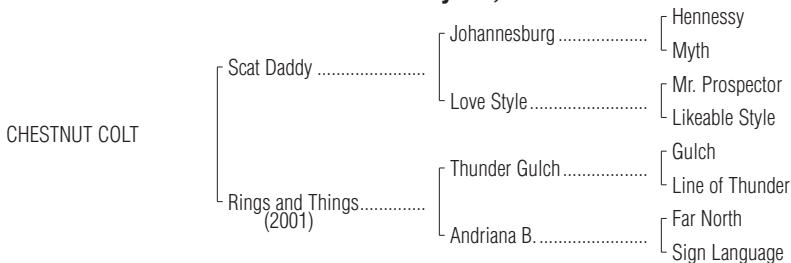 Hennessy
Johannesburg ...................
Myth
Scat Daddy .......................
Mr. Prospector
Love Style.........................
Likeable Style
CHESTNUT COLT
Gulch
Thunder Gulch..................
Line of Thunder
Rings and Things..............
(2001)
Far North
Andriana B. .......................
Sign Language